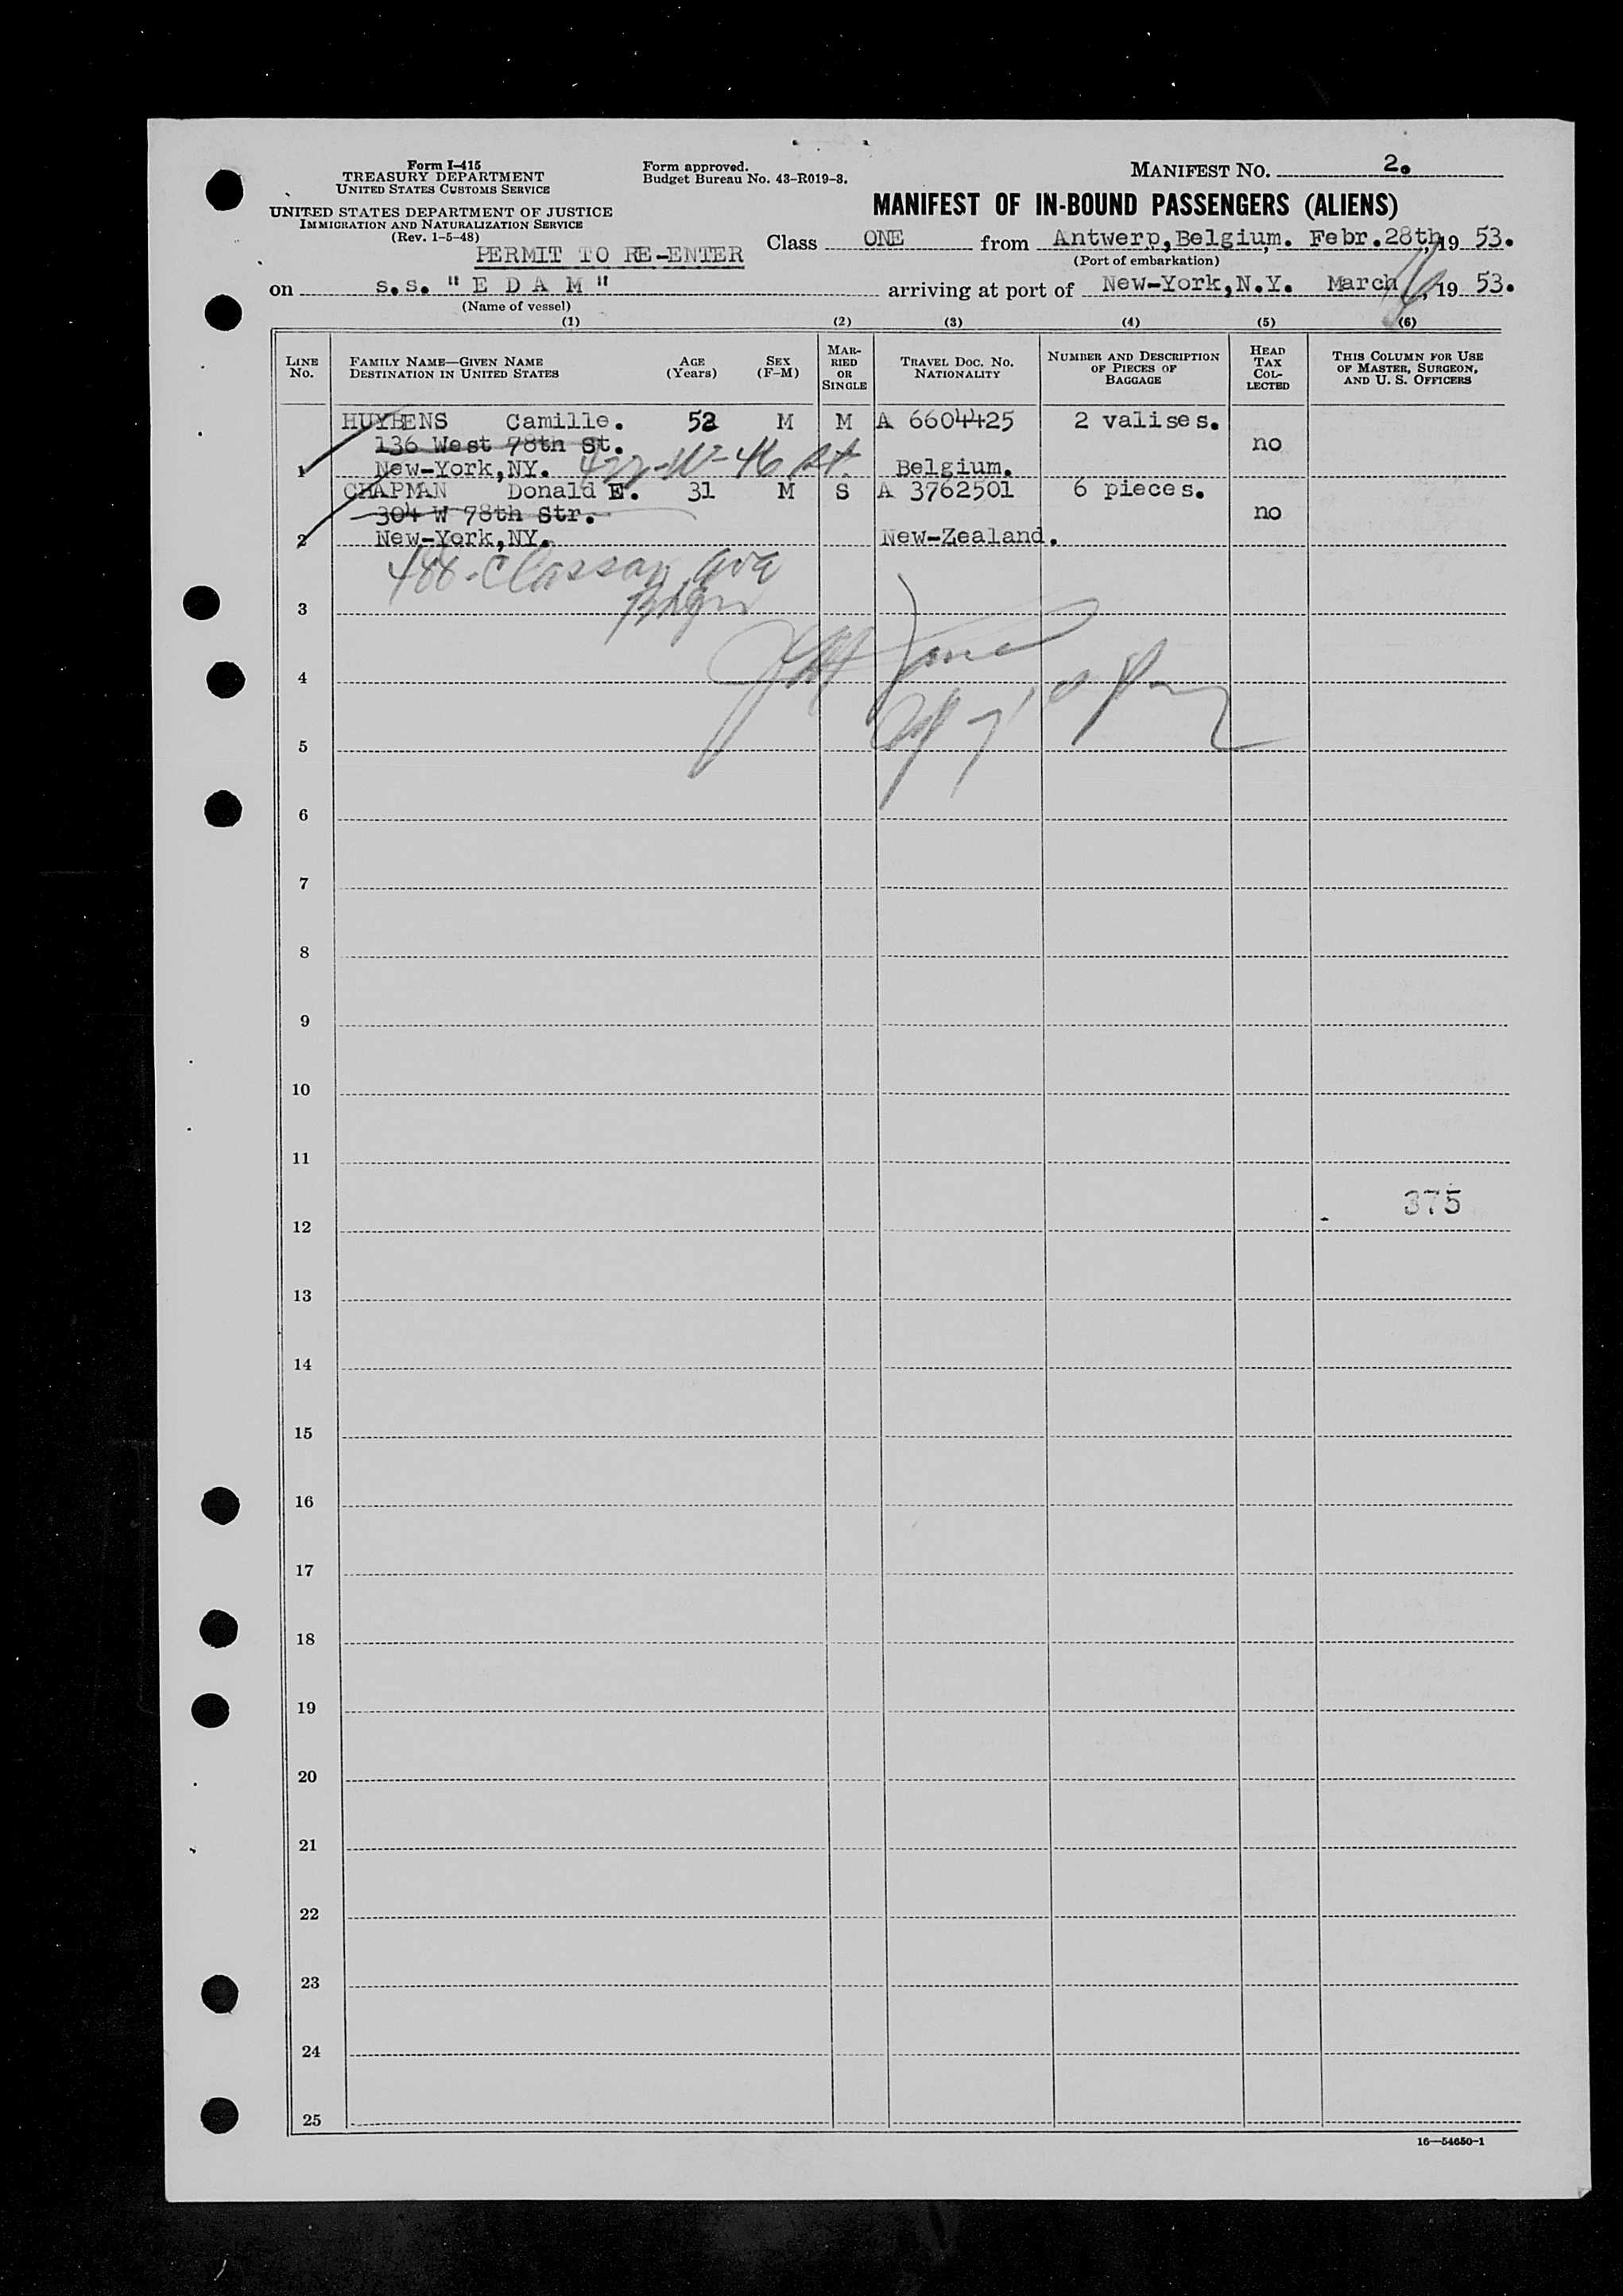 Form I-415
TREASURY DEPARTMENT
UNITED STATES CUSTOMS SERVICE
UNITED STATES DEPARTMENT OF JUSTICE
IMMIGRATION AND NATURALIZATION SERVICE
(Rev. 1-5-48)
Form approved.
Budget Bureau No. 43-R019-3.
MANIFEST NO. 2.
MANIFEST OF IN-BOUND PASSENGERS (ALIENS)
PERMIT TO RE-ENTER
Class ONE from Antwerp, Belgium. Febr. 28th, 19 53.
(Port of embarkation)
on s.s. "E D A M" arriving at port of New-York, N.Y. March , 19 53.
(Name of vessel)
(1) (2) (3) (4) (5) (6)
LINE NO.
FAMILY NAME—GIVEN NAME
DESTINATION IN UNITED STATES
AGE (Years)
SEX (F-M)
MARRIED OR SINGLE
TRAVEL DOC. NO.
NATIONALITY
NUMBER AND DESCRIPTION OF PIECES OF BAGGAGE
HEAD TAX COLLECTED
THIS COLUMN FOR USE OF MASTER, SURGEON, AND U. S. OFFICERS
HUYBENS Camille. 52 M M A 6604425 2 valises.
136 West 78th St. no
1 New-York, NY. 422-W-46 St. Belgium.
CHAPMAN Donald E. 31 M S A 3762501 6 pieces.
304 W 78th Str. no
2 New-York, NY. New-Zealand.
486-Classon Ave
Bklyn
3
4
5
6
7
8
9
10
11
375
12
13
14
15
16
17
18
19
20
21
22
23
24
25
16—54650-1